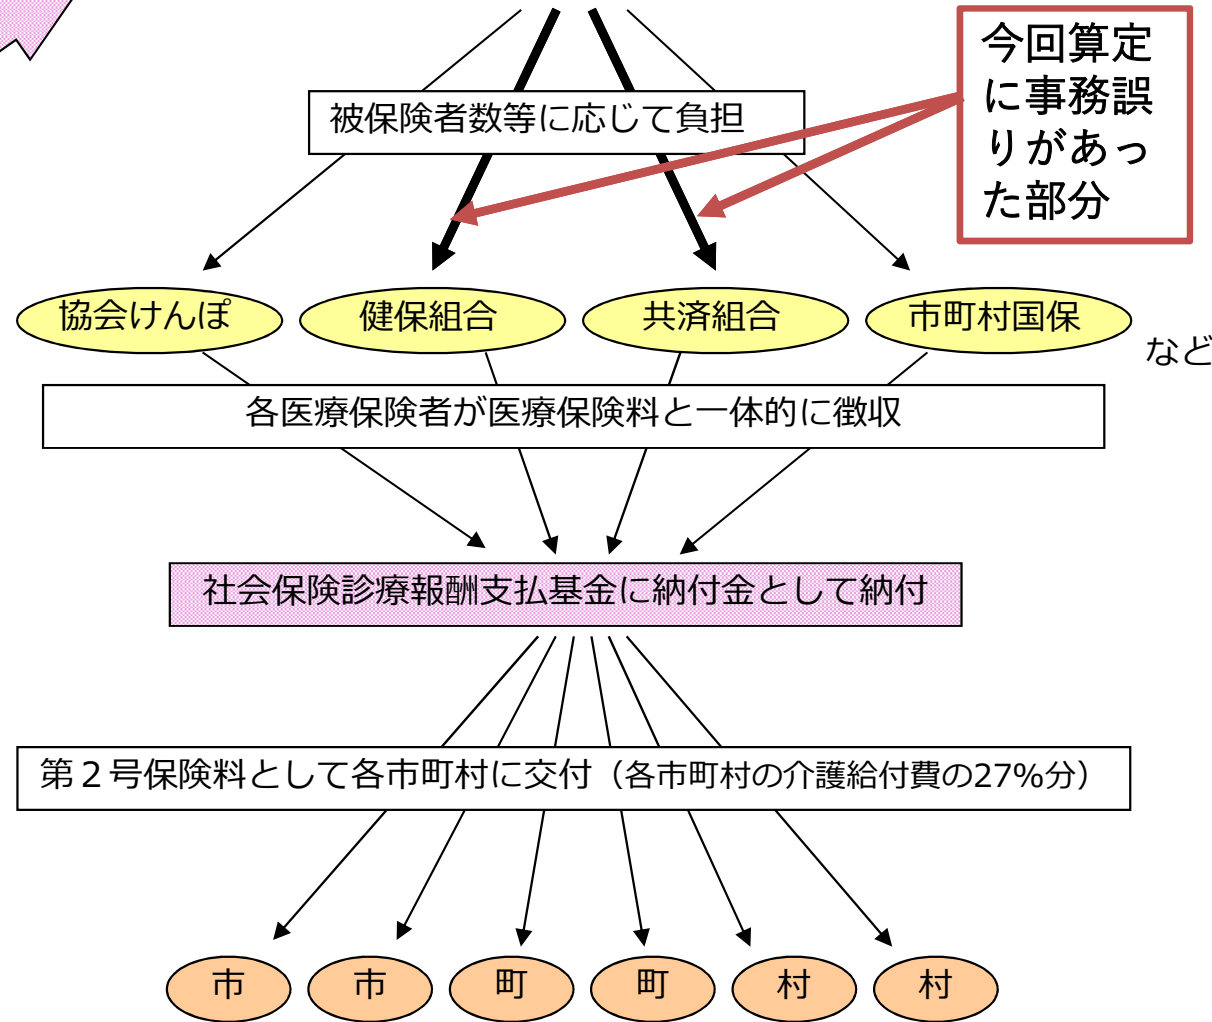 今回算定
に事務誤
りがあっ
た部分
被保険者数等に応じて負担
協会けんぽ
健保組合
共済組合
市町村国保
など
各医療保険者が医療保険料と一体的に徴収
社会保険診療報酬支払基金に納付金として納付
第２号保険料として各市町村に交付（各市町村の介護給付費の27%分）
市
市
町
町
村
村